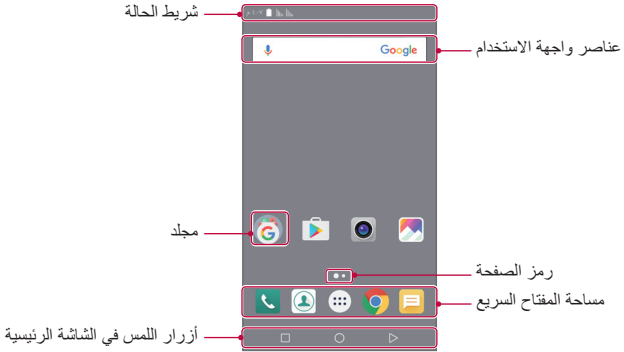 شريط الحالة
عناصر واجهة الاستخدام
Google
مجلد
رمز الصفحة
مساحة المفتاح السريع
أزرار اللمس في الشاشة الرئيسية